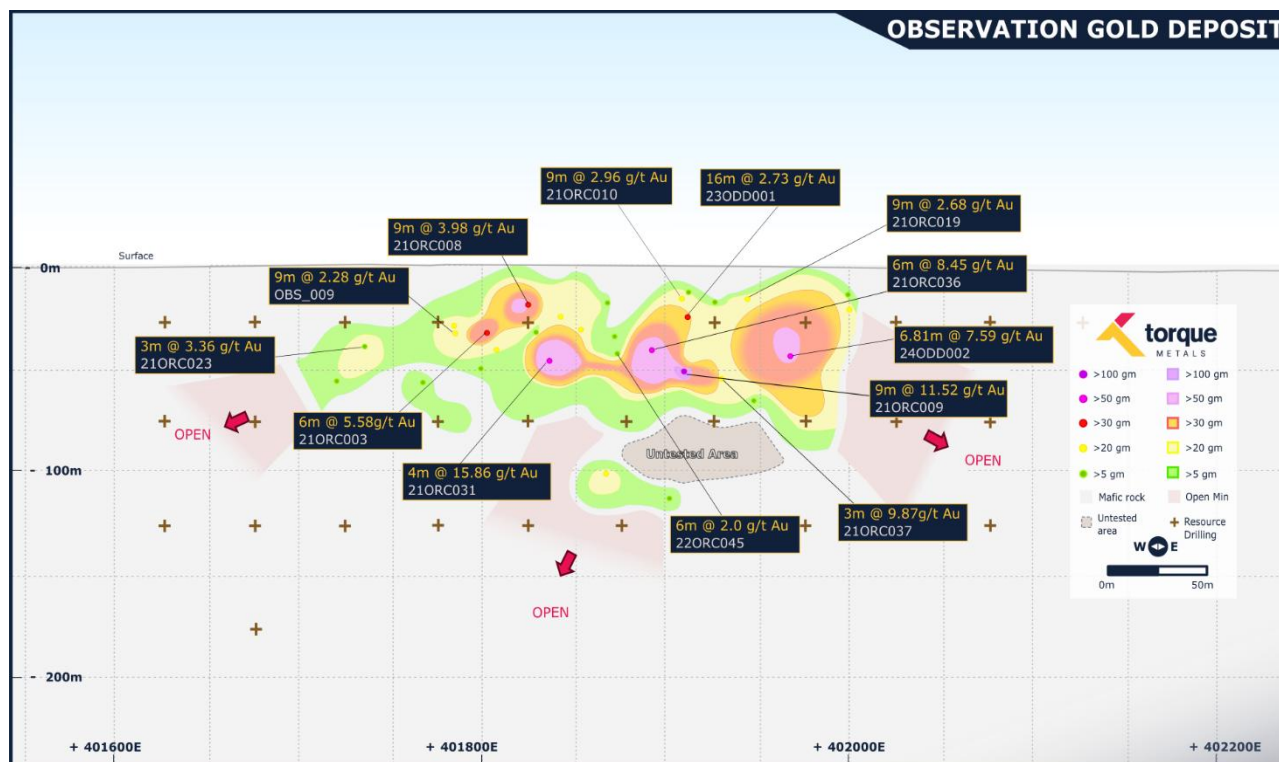 OBSERVATION GOLD DEPOSIT
9m @ 2.96 g/t Au
21ORC010
16m @ 2.73 g/t Au
23ODD001
9m @ 2.68 g/t Au
21ORC019
9m @ 3.98 g/t Au
21ORC008
Surface
- 0m
9m @ 2.28 g/t Au
OBS_009
6m @ 8.45 g/t Au
21ORC036
3m @ 3.36 g/t Au
21ORC023
6.81m @ 7.59 g/t Au
24ODD002
9m @ 11.52 g/t Au
21ORC009
6m @ 5.58g/t Au
21ORC003
OPEN
Untested Area
OPEN
- 100m
4m @ 15.86 g/t Au
21ORC031
6m @ 2.0 g/t Au
22ORC045
3m @ 9.87g/t Au
21ORC037
OPEN
torque
METALS
>100 gm >100 gm
>50 gm >50 gm
>30 gm >30 gm
>20 gm >20 gm
>5 gm >5 gm
Mafic rock Open Min
Untested area
Resource Drilling
W E
0m 50m
- 200m
+ 401600E + 401800E + 402000E + 402200E